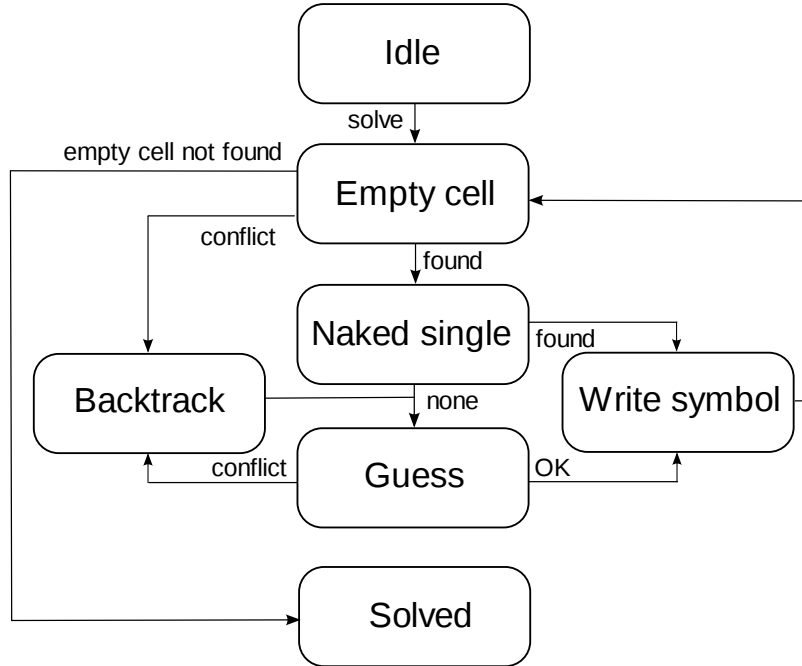 Idle
solve
empty cell not found
Empty cell
conflict
found
Naked single
found
Backtrack
none
Write symbol
conflict
Guess
OK
Solved